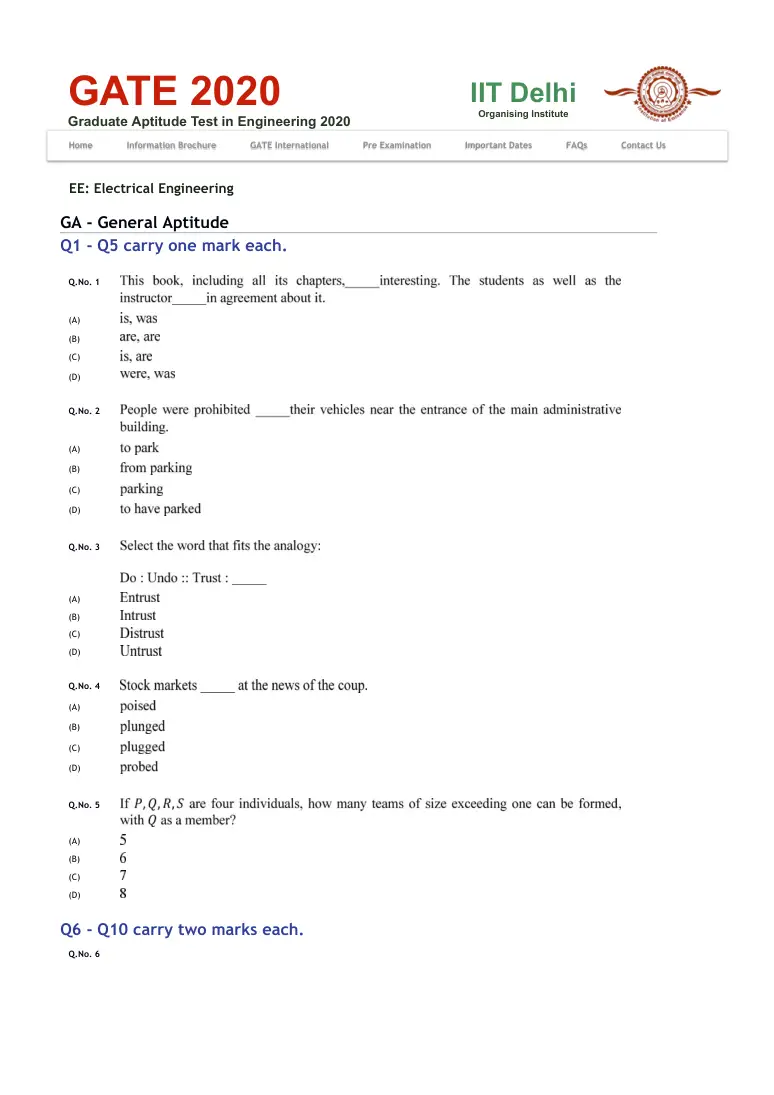 GATE 2020
Graduate Aptitude Test in Engineering 2020
IIT Delhi
Organising Institute
Home Information Brochure GATE International Pre Examination Important Dates FAQs Contact Us
EE: Electrical Engineering
GA - General Aptitude
Q1 - Q5 carry one mark each.
Q.No. 1 This book, including all its chapters,_____interesting. The students as well as the
instructor_____in agreement about it.
(A) is, was
(B) are, are
(C) is, are
(D) were, was
Q.No. 2 People were prohibited _____their vehicles near the entrance of the main administrative
building.
(A) to park
(B) from parking
(C) parking
(D) to have parked
Q.No. 3 Select the word that fits the analogy:
Do : Undo :: Trust : _____
(A) Entrust
(B) Intrust
(C) Distrust
(D) Untrust
Q.No. 4 Stock markets _____ at the news of the coup.
(A) poised
(B) plunged
(C) plugged
(D) probed
Q.No. 5 If P, Q, R, S are four individuals, how many teams of size exceeding one can be formed,
with Q as a member?
(A) 5
(B) 6
(C) 7
(D) 8
Q6 - Q10 carry two marks each.
Q.No. 6